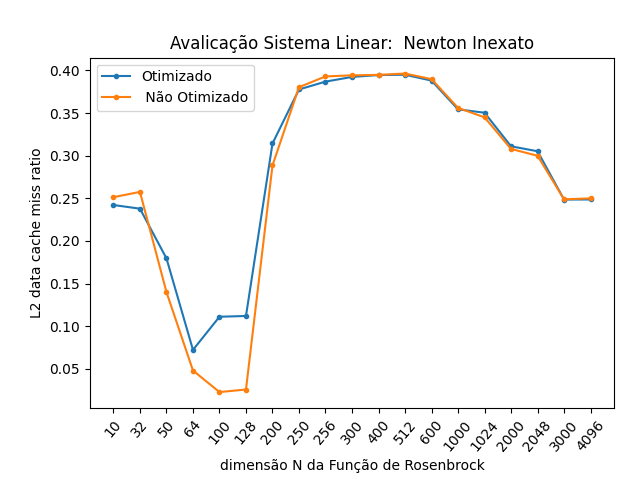 Avalicação Sistema Linear:  Newton Inexato
Otimizado
Não Otimizado
L2 data cache miss ratio
0.40
0.35
0.30
0.25
0.20
0.15
0.10
0.05
10 32 50 64 100 128 200 250 256 300 400 512 600 1000 1024 2000 2048 3000 4096
dimensão N da Função de Rosenbrock